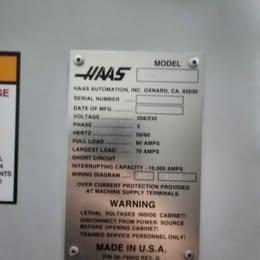 HAAS MODEL
HAAS AUTOMATION, INC. OXNARD, CA. 93030
SERIAL NUMBER
DATE OF MFG.
VOLTAGE 208/230
PHASE 3
HERTZ 50/60
FULL LOAD 60 AMPS
LARGEST LOAD 70 AMPS
SHORT CIRCUIT
INTERRUPTING CAPACITY - 10,000 AMPS
WIRING DIAGRAM
OVER CURRENT PROTECTION PROVIDED
AT MACHINE SUPPLY TERMINALS.
WARNING
LETHAL VOLTAGES INSIDE CABINET!
DISCONNECT FROM POWER SOURCE
BEFORE OPENING CABINET!
TRAINED SERVICE PERSONNEL ONLY!
MADE IN U.S.A.